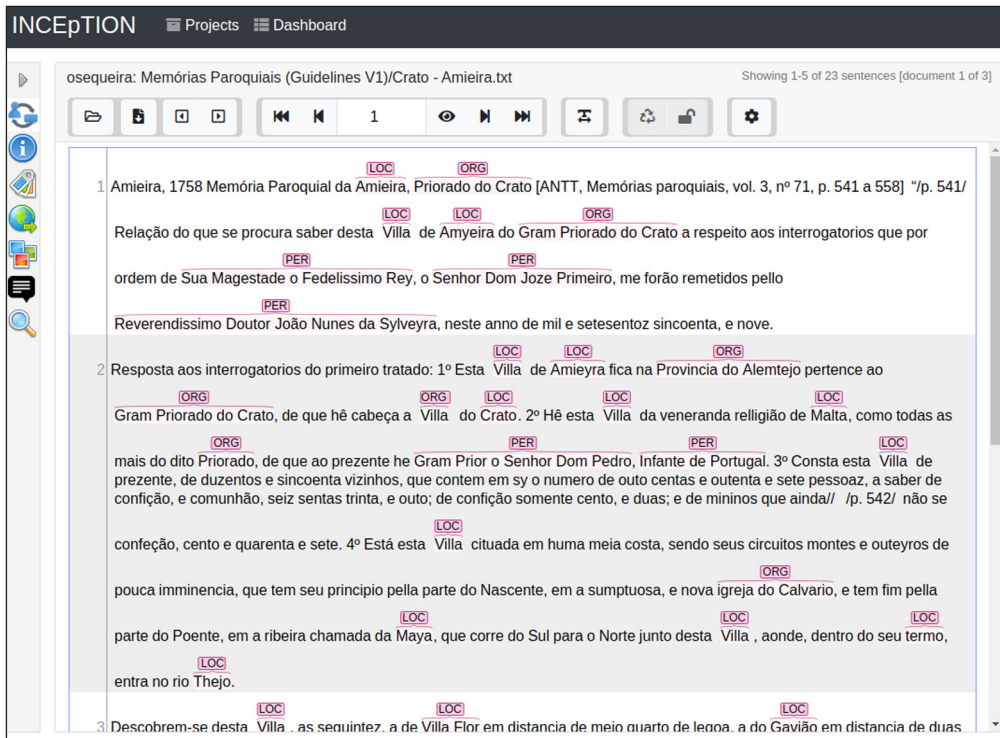 INCEpTION Projects Dashboard
osequeira: Memórias Paroquiais (Guidelines V1)/Crato - Amieira.txt Showing 1-5 of 23 sentences [document 1 of 3]
1
LOC ORG
1 Amieira, 1758 Memória Paroquial da Amieira, Priorado do Crato [ANTT, Memórias paroquiais, vol. 3, nº 71, p. 541 a 558] "/p. 541/
LOC LOC ORG
Relação do que se procura saber desta Villa de Amyeira do Gram Priorado do Crato a respeito aos interrogatorios que por
PER PER
ordem de Sua Magestade o Fedelissimo Rey, o Senhor Dom Joze Primeiro, me forão remetidos pello
PER
Reverendissimo Doutor João Nunes da Sylveyra, neste anno de mil e setesentoz sincoenta, e nove.
LOC LOC ORG
2 Resposta aos interrogatorios do primeiro tratado: 1º Esta Villa de Amieyra fica na Provincia do Alemtejo pertence ao
ORG ORG LOC LOC LOC
Gram Priorado do Crato, de que hê cabeça a Villa do Crato. 2º Hê esta Villa da veneranda relligião de Malta, como todas as
ORG PER PER LOC
mais do dito Priorado, de que ao prezente he Gram Prior o Senhor Dom Pedro, Infante de Portugal. 3º Consta esta Villa de
prezente, de duzentos e sincoenta vizinhos, que contem em sy o numero de outo centas e outenta e sete pessoaz, a saber de
confição, e comunhão, seiz sentas trinta, e outo; de confição somente cento, e duas; e de mininos que ainda// /p. 542/ não se
LOC
confeção, cento e quarenta e sete. 4º Está esta Villa cituada em huma meia costa, sendo seus circuitos montes e outeyros de
ORG
pouca imminencia, que tem seu principio pella parte do Nascente, em a sumptuosa, e nova igreja do Calvario, e tem fim pella
LOC LOC LOC
parte do Poente, em a ribeira chamada da Maya, que corre do Sul para o Norte junto desta Villa , aonde, dentro do seu termo,
LOC
entra no rio Thejo.
LOC LOC LOC
3 Descobrem-se desta Villa , as seguintez, a de Villa Flor em distancia de meio quarto de legoa, a do Gavião em distancia de duas